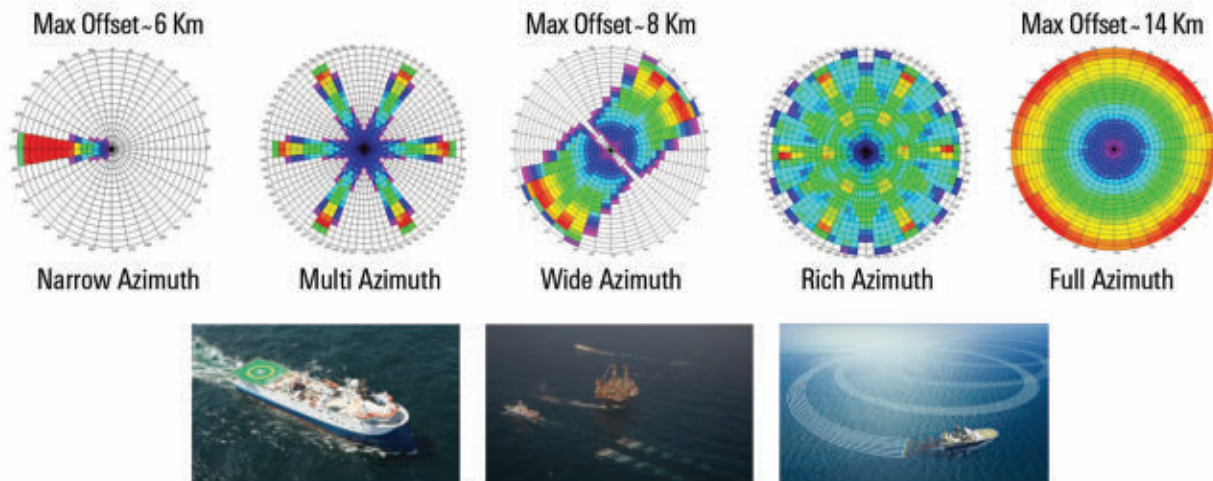 Max Offset~6 Km
Max Offset~8 Km
Max Offset~14 Km
Narrow Azimuth
Multi Azimuth
Wide Azimuth
Rich Azimuth
Full Azimuth